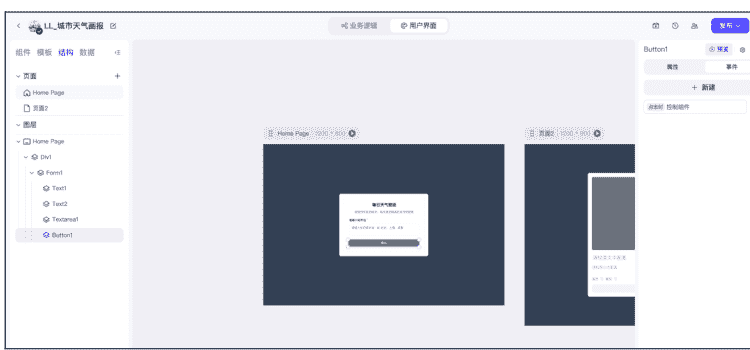 LL_城市天气画报
业务逻辑 用户界面
发布
组件 模板 结构 数据
页面
Home Page
页面2
图层
Home Page
Div1
Form1
Text1
Text2
Textarea1
Button1
Home Page
页面2
每日天气画报
Button1
预览
属性 事件
+ 新建
点击时 控制组件